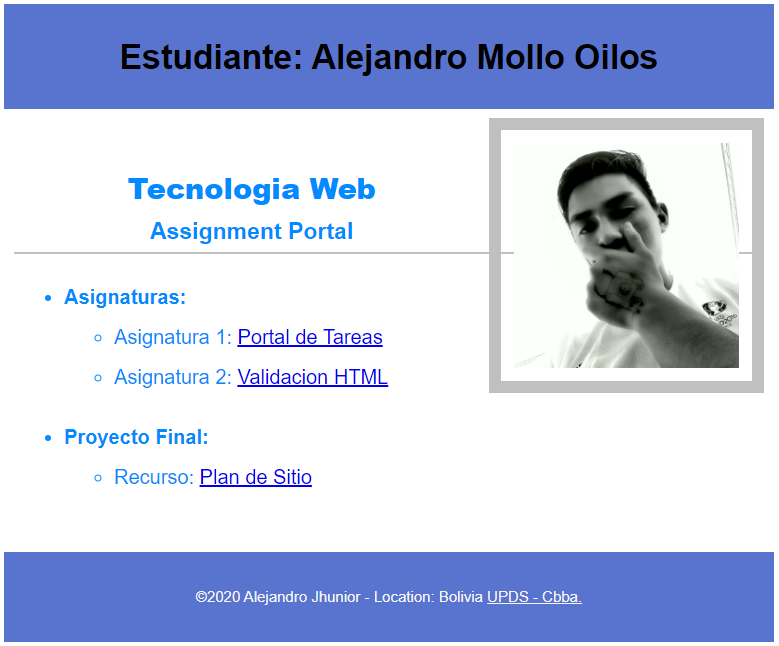 Estudiante: Alejandro Mollo Oilos
Tecnologia Web
Assignment Portal
Asignaturas:
Asignatura 1: Portal de Tareas
Asignatura 2: Validacion HTML
Proyecto Final:
Recurso: Plan de Sitio
©2020 Alejandro Jhunior - Location: Bolivia UPDS - Cbba.